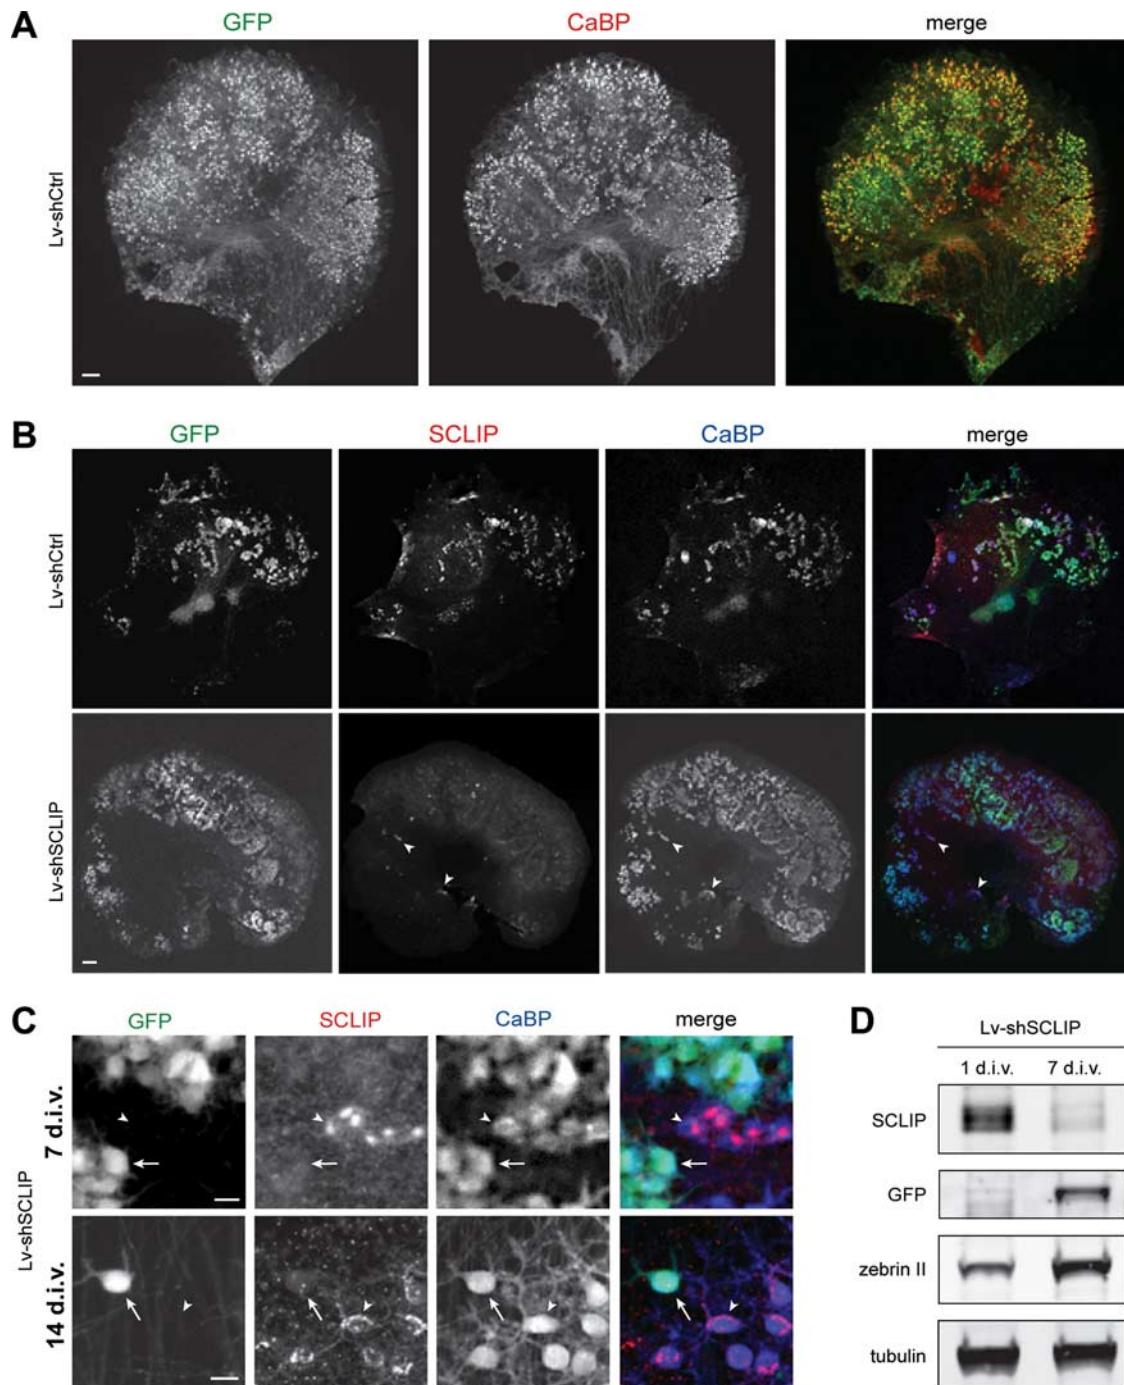 A
GFP
CaBP
merge
Lv-shCtrl
B
GFP
SCLIP
CaBP
merge
Lv-shCtrl
Lv-shSCLIP
C
GFP
SCLIP
CaBP
merge
7 d.i.v.
14 d.i.v.
Lv-shSCLIP
D
Lv-shSCLIP
1 d.i.v. 7 d.i.v.
SCLIP
GFP
zebrin II
tubulin